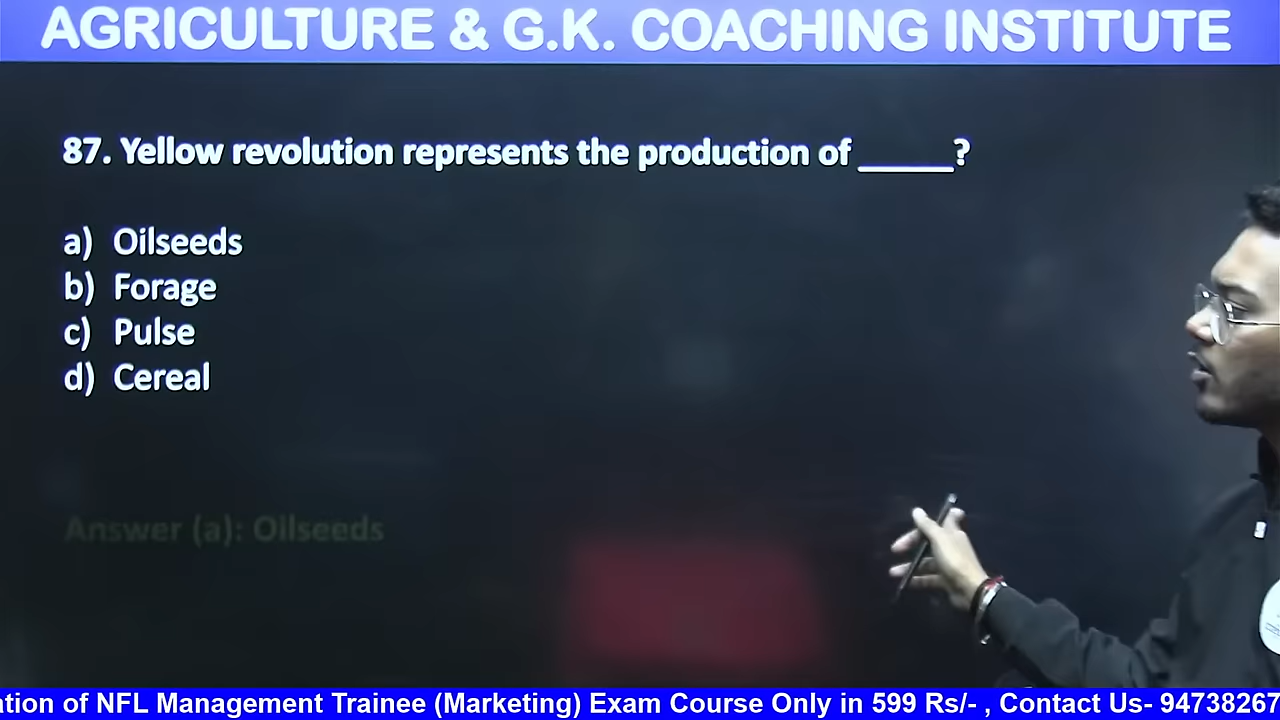 AGRICULTURE & G.K. COACHING INSTITUTE
87. Yellow revolution represents the production of _____?
a) Oilseeds
b) Forage
c) Pulse
d) Cereal
Answer (a): Oilseeds
of NFL Management Trainee (Marketing) Exam Course Only in 599 Rs/- , Contact Us- 94738267